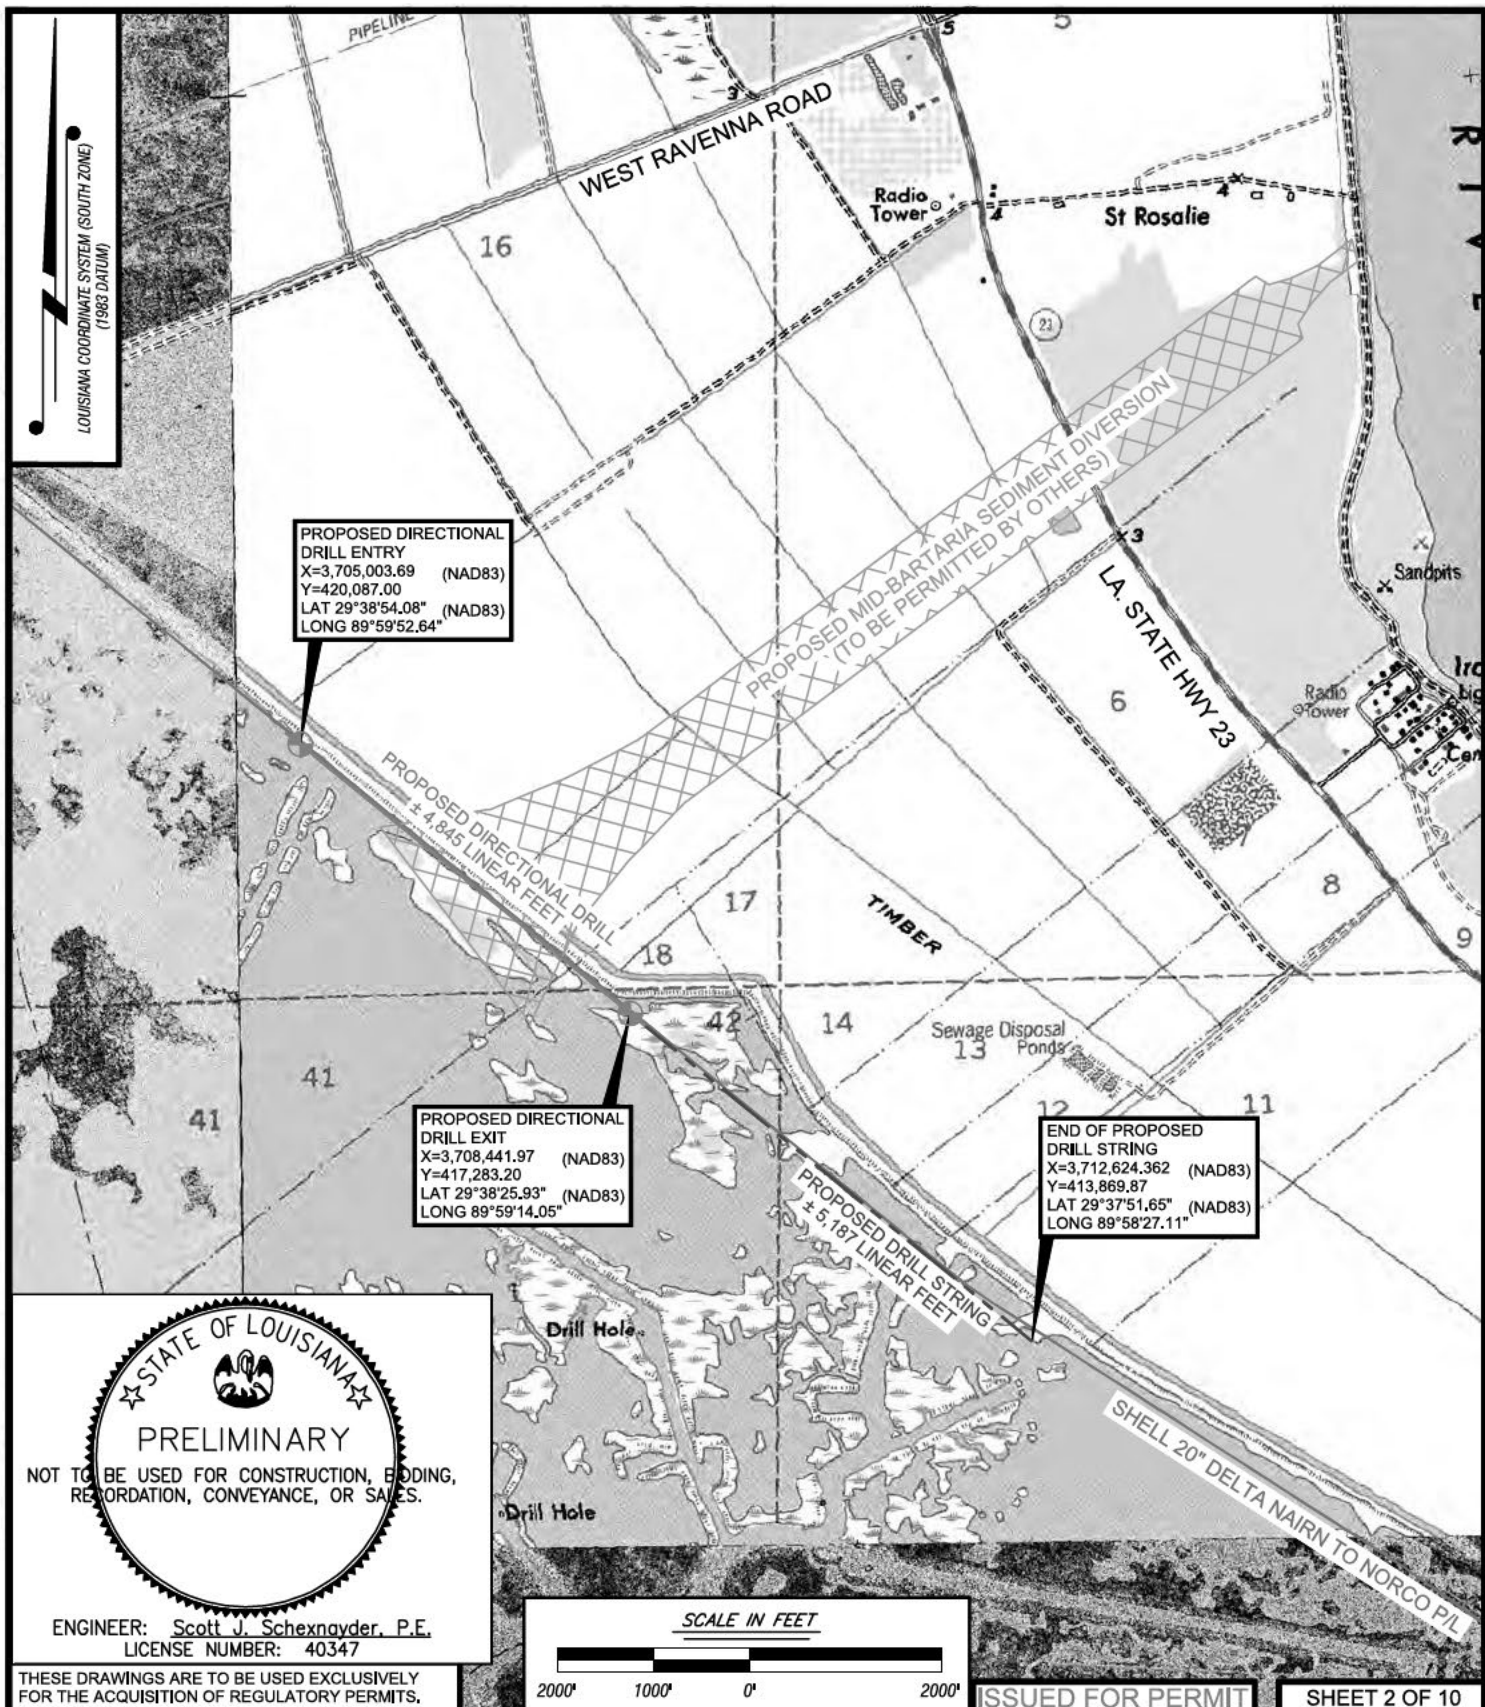 PIPELINE
5
5
3
WEST RAVENNA ROAD
R I V E
LOUISIANA COORDINATE SYSTEM (SOUTH ZONE)
(1983 DATUM)
Radio
Tower
4
4
St Rosalie
16
23
PROPOSED MID-BARTARIA SEDIMENT DIVERSION
(TO BE PERMITTED BY OTHERS)
3
LA. STATE HWY 23
Sandpits
PROPOSED DIRECTIONAL
DRILL ENTRY
X=3,705,003.69 (NAD83)
Y=420,087.00
LAT 29°38'54.08" (NAD83)
LONG 89°59'52.64"
6
Radio
Tower
Cem
PROPOSED DIRECTIONAL DRILL
± 4,845 LINEAR FEET
8
17
TIMBER
9
18
42
14
Sewage Disposal
Ponds
13
41
41
12
11
PROPOSED DIRECTIONAL
DRILL EXIT
X=3,708,441.97 (NAD83)
Y=417,283.20
LAT 29°38'25.93" (NAD83)
LONG 89°59'14.05"
END OF PROPOSED
DRILL STRING
X=3,712,624.362 (NAD83)
Y=413,869.87
LAT 29°37'51.65" (NAD83)
LONG 89°58'27.11"
PROPOSED DRILL STRING
± 5,187 LINEAR FEET
Drill Hole
Drill Hole
SHELL 20" DELTA NAIRN TO NORCO P/L
STATE OF LOUISIANA
PRELIMINARY
NOT TO BE USED FOR CONSTRUCTION, BIDDING,
RECORDATION, CONVEYANCE, OR SALES.
ENGINEER: Scott J. Schexnayder, P.E.
LICENSE NUMBER: 40347
THESE DRAWINGS ARE TO BE USED EXCLUSIVELY
FOR THE ACQUISITION OF REGULATORY PERMITS.
SCALE IN FEET
2000' 1000' 0' 2000'
ISSUED FOR PERMIT
SHEET 2 OF 10